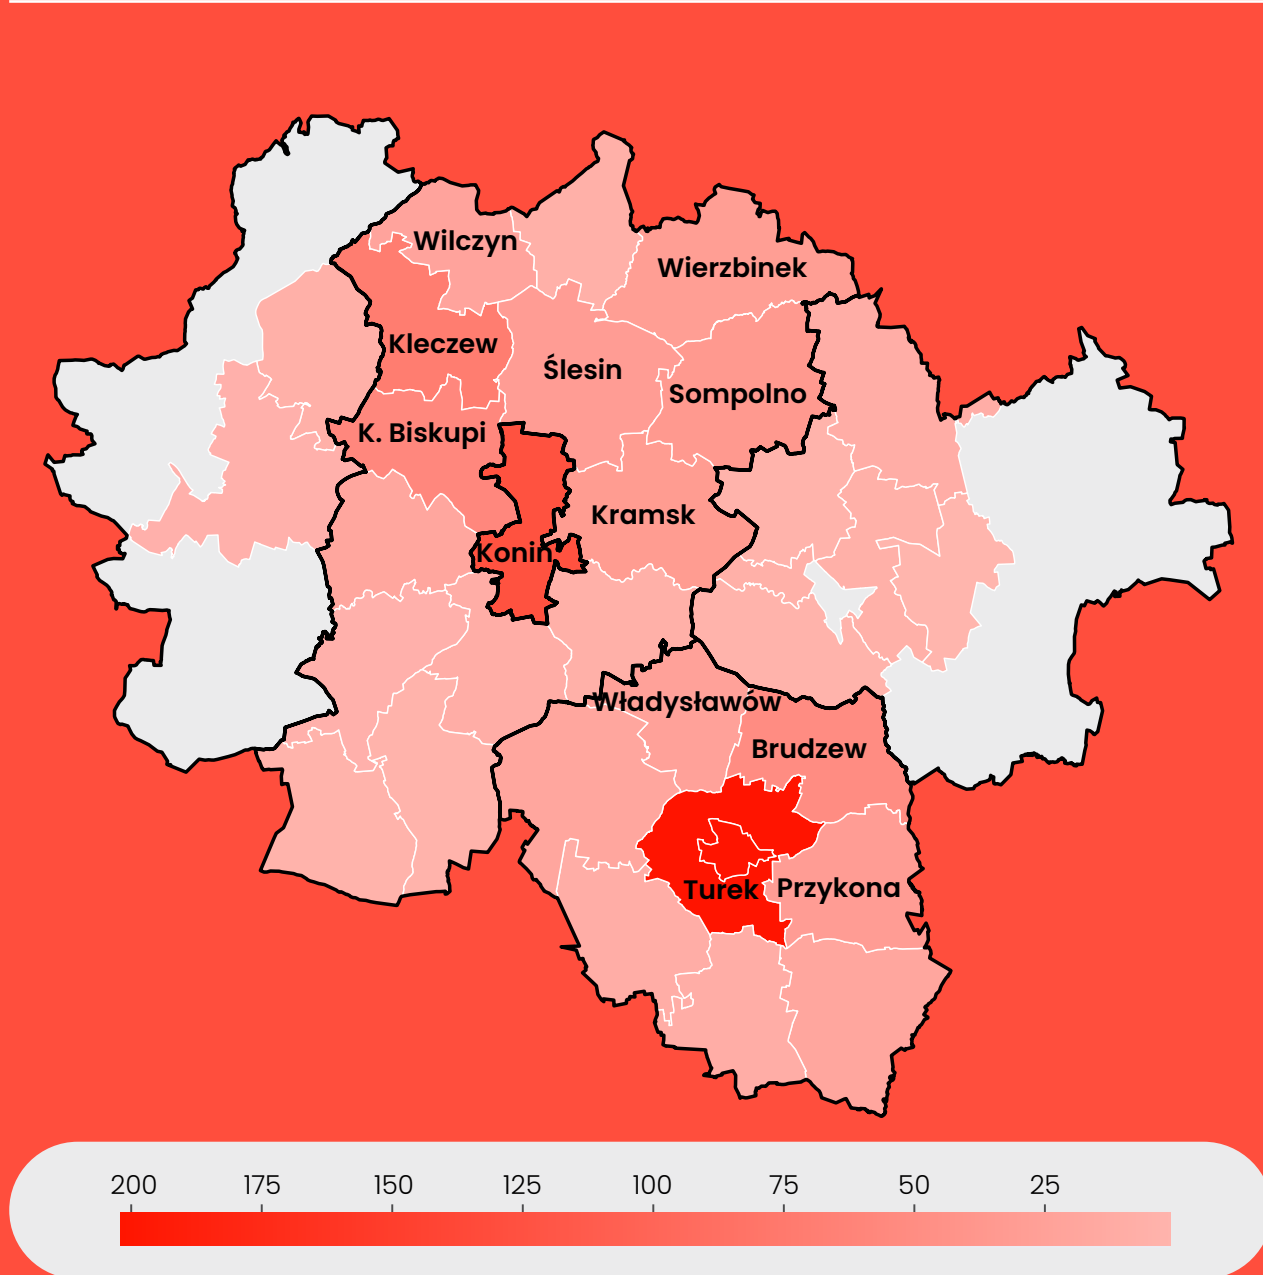 Wilczyn
Wierzbinek
Kleczew
Ślesin
Sompolno
K. Biskupi
Kramsk
Konin
Władysławów
Brudzew
Turek
Przykona
200 175 150 125 100 75 50 25